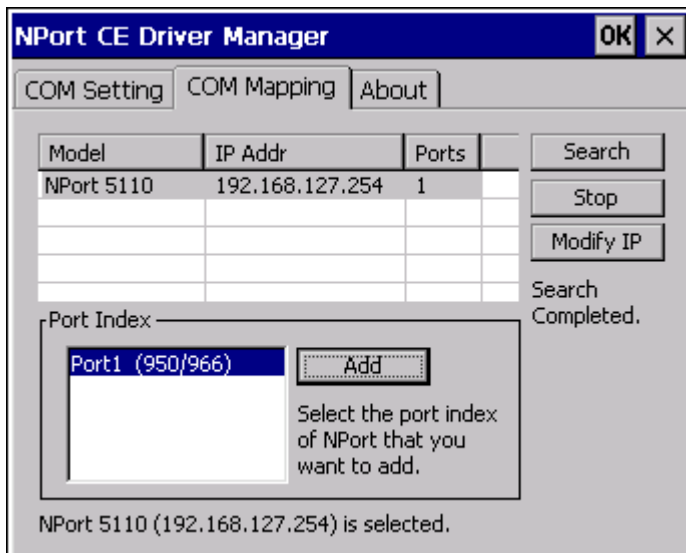 NPort CE Driver Manager OK ×
COM Setting COM Mapping About
Model IP Addr Ports Search
NPort 5110 192.168.127.254 1
Stop
Modify IP
Search
Completed.
Port Index
Port1 (950/966) Add
Select the port index
of NPort that you
want to add.
NPort 5110 (192.168.127.254) is selected.